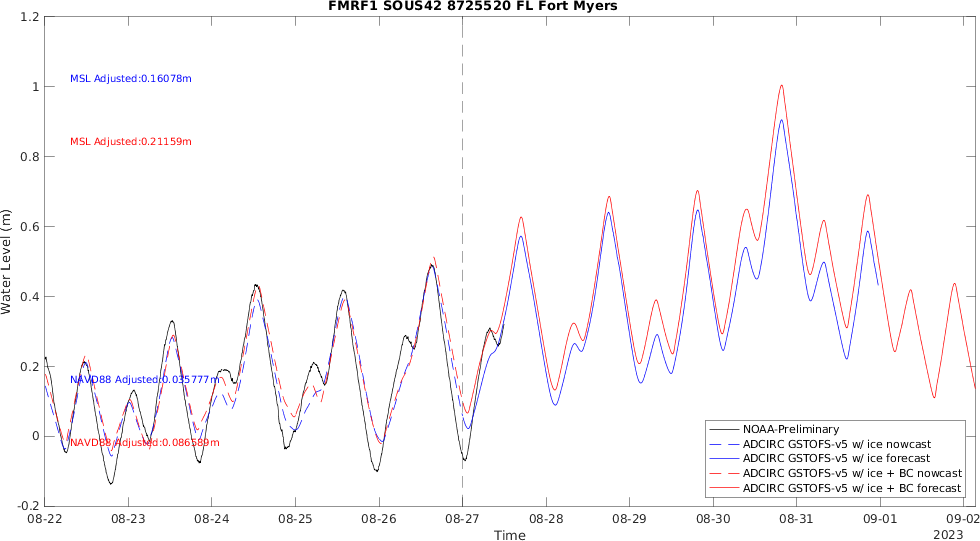 FMRF1 SOUS42 8725520 FL Fort Myers
1.2
1
0.8
0.6
0.4
0.2
0
-0.2
Water Level (m)
MSL Adjusted:0.16078m
MSL Adjusted:0.21159m
NAVD88 Adjusted:0.035777m
NAVD88 Adjusted:0.086589m
NOAA-Preliminary
ADCIRC GSTOFS-v5 w/ ice nowcast
ADCIRC GSTOFS-v5 w/ ice forecast
ADCIRC GSTOFS-v5 w/ ice + BC nowcast
ADCIRC GSTOFS-v5 w/ ice + BC forecast
08-22 08-23 08-24 08-25 08-26 08-27 08-28 08-29 08-30 08-31 09-01 09-02
Time
2023